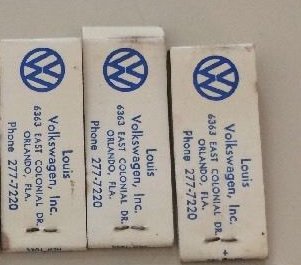 Louis
Volkswagen, Inc.
6363 EAST COLONIAL DR.
ORLANDO, FLA.
Phone 277-7220
Louis
Volkswagen, Inc.
6363 EAST COLONIAL DR.
ORLANDO, FLA.
Phone 277-7220
Louis
Volkswagen, Inc.
6363 EAST COLONIAL DR.
ORLANDO, FLA.
Phone 277-7220